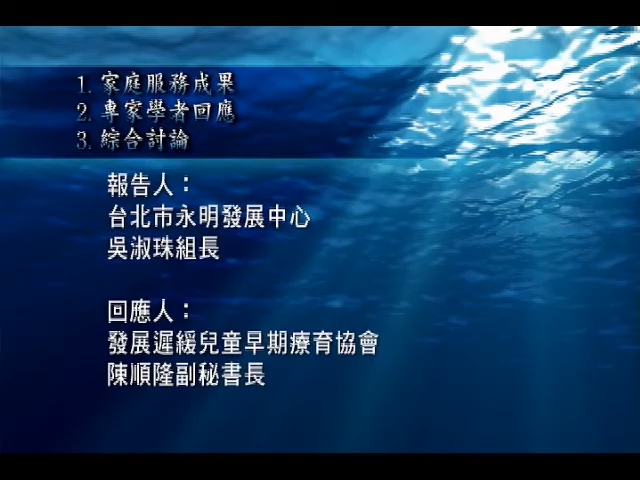 1. 家庭服務成果
2. 專家學者回應
3. 綜合討論
報告人：
台北市永明發展中心
吳淑珠組長
回應人：
發展遲緩兒童早期療育協會
陳順隆副秘書長